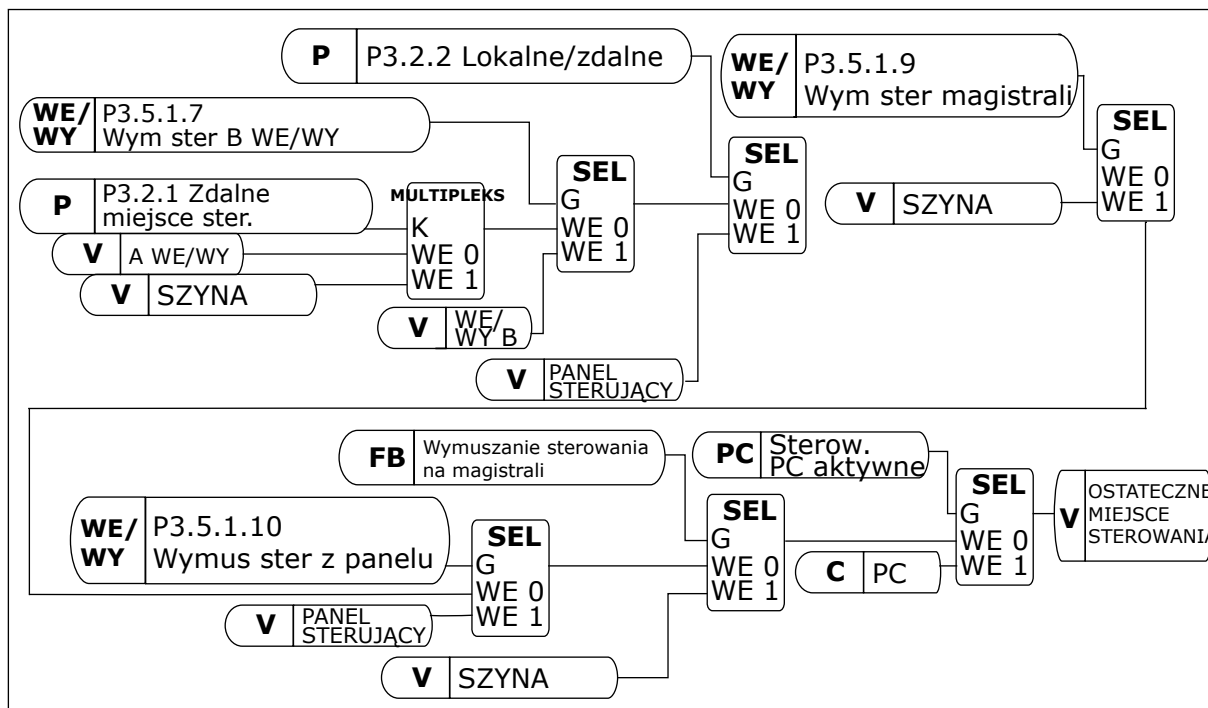 P P3.2.2 Lokalne/zdalne
WE/
WY
P3.5.1.9
Wym ster magistrali
WE/
WY
P3.5.1.7
Wym ster B WE/WY
SEL
G
WE 0
WE 1
SEL
G
WE 0
WE 1
SEL
G
WE 0
WE 1
P
P3.2.1 Zdalne
miejsce ster.
MULTIPLEKS
K
WE 0
WE 1
V A WE/WY
V SZYNA
V SZYNA
V
WE/
WY B
V
PANEL
STERUJĄCY
FB
Wymuszanie sterowania
na magistrali
PC
Sterow.
PC aktywne
WE/
WY
P3.5.1.10
Wymus ster z panelu
SEL
G
WE 0
WE 1
SEL
G
WE 0
WE 1
SEL
G
WE 0
WE 1
V
OSTATECZNE
MIEJSCE
STEROWANIA
C PC
V
PANEL
STERUJĄCY
V SZYNA